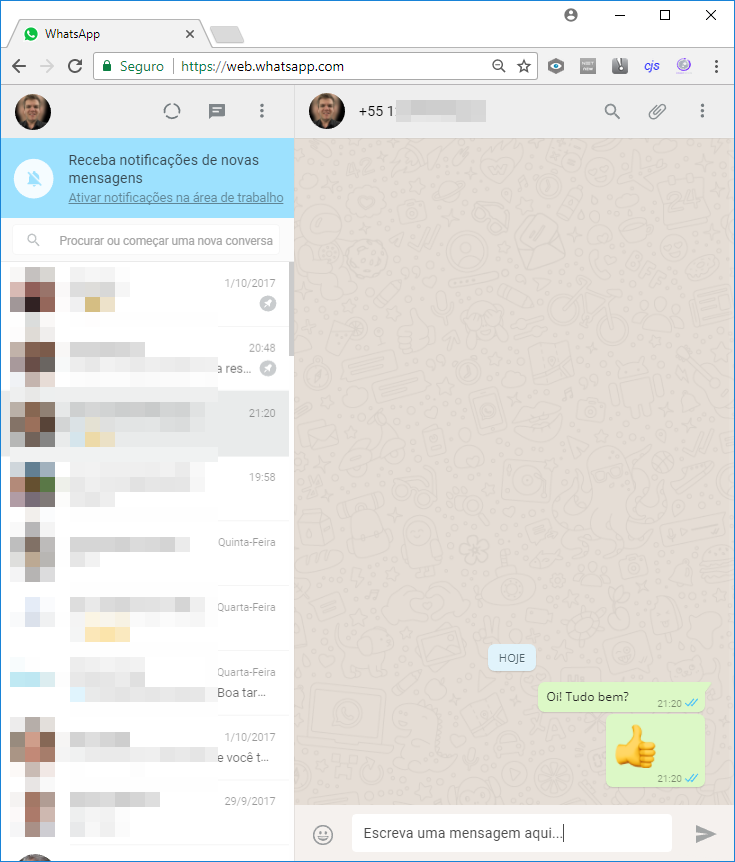 WhatsApp
Seguro
https://web.whatsapp.com
cjs
+55 1
Receba notificações de novas
mensagens
Ativar notificações na área de trabalho
Procurar ou começar uma nova conversa
1/10/2017
20:48
a res...
21:20
19:58
Quinta-Feira
Quarta-Feira
Quarta-Feira
Boa tar...
1/10/2017
e você t...
29/9/2017
HOJE
Oi! Tudo bem?
21:20
21:20
Escreva uma mensagem aqui...